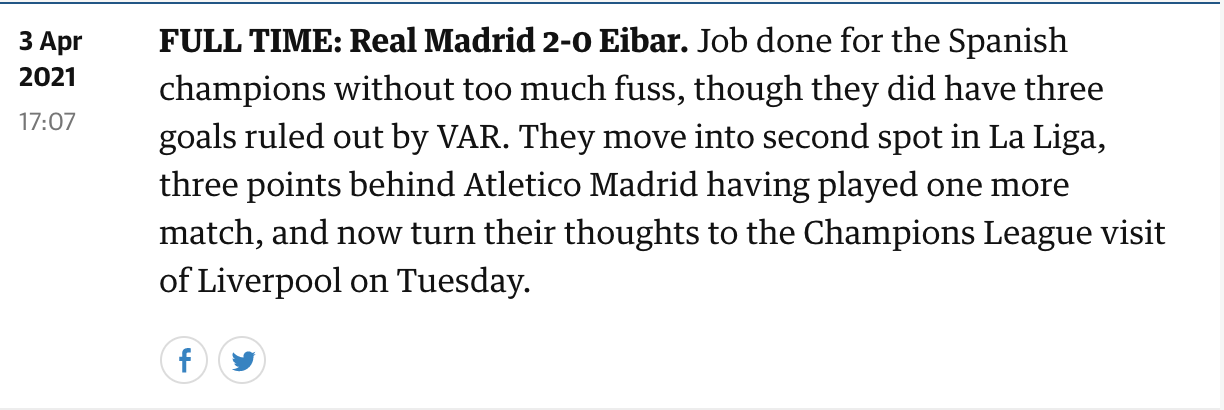 3 Apr
2021
17:07
FULL TIME: Real Madrid 2-0 Eibar. Job done for the Spanish
champions without too much fuss, though they did have three
goals ruled out by VAR. They move into second spot in La Liga,
three points behind Atletico Madrid having played one more
match, and now turn their thoughts to the Champions League visit
of Liverpool on Tuesday.